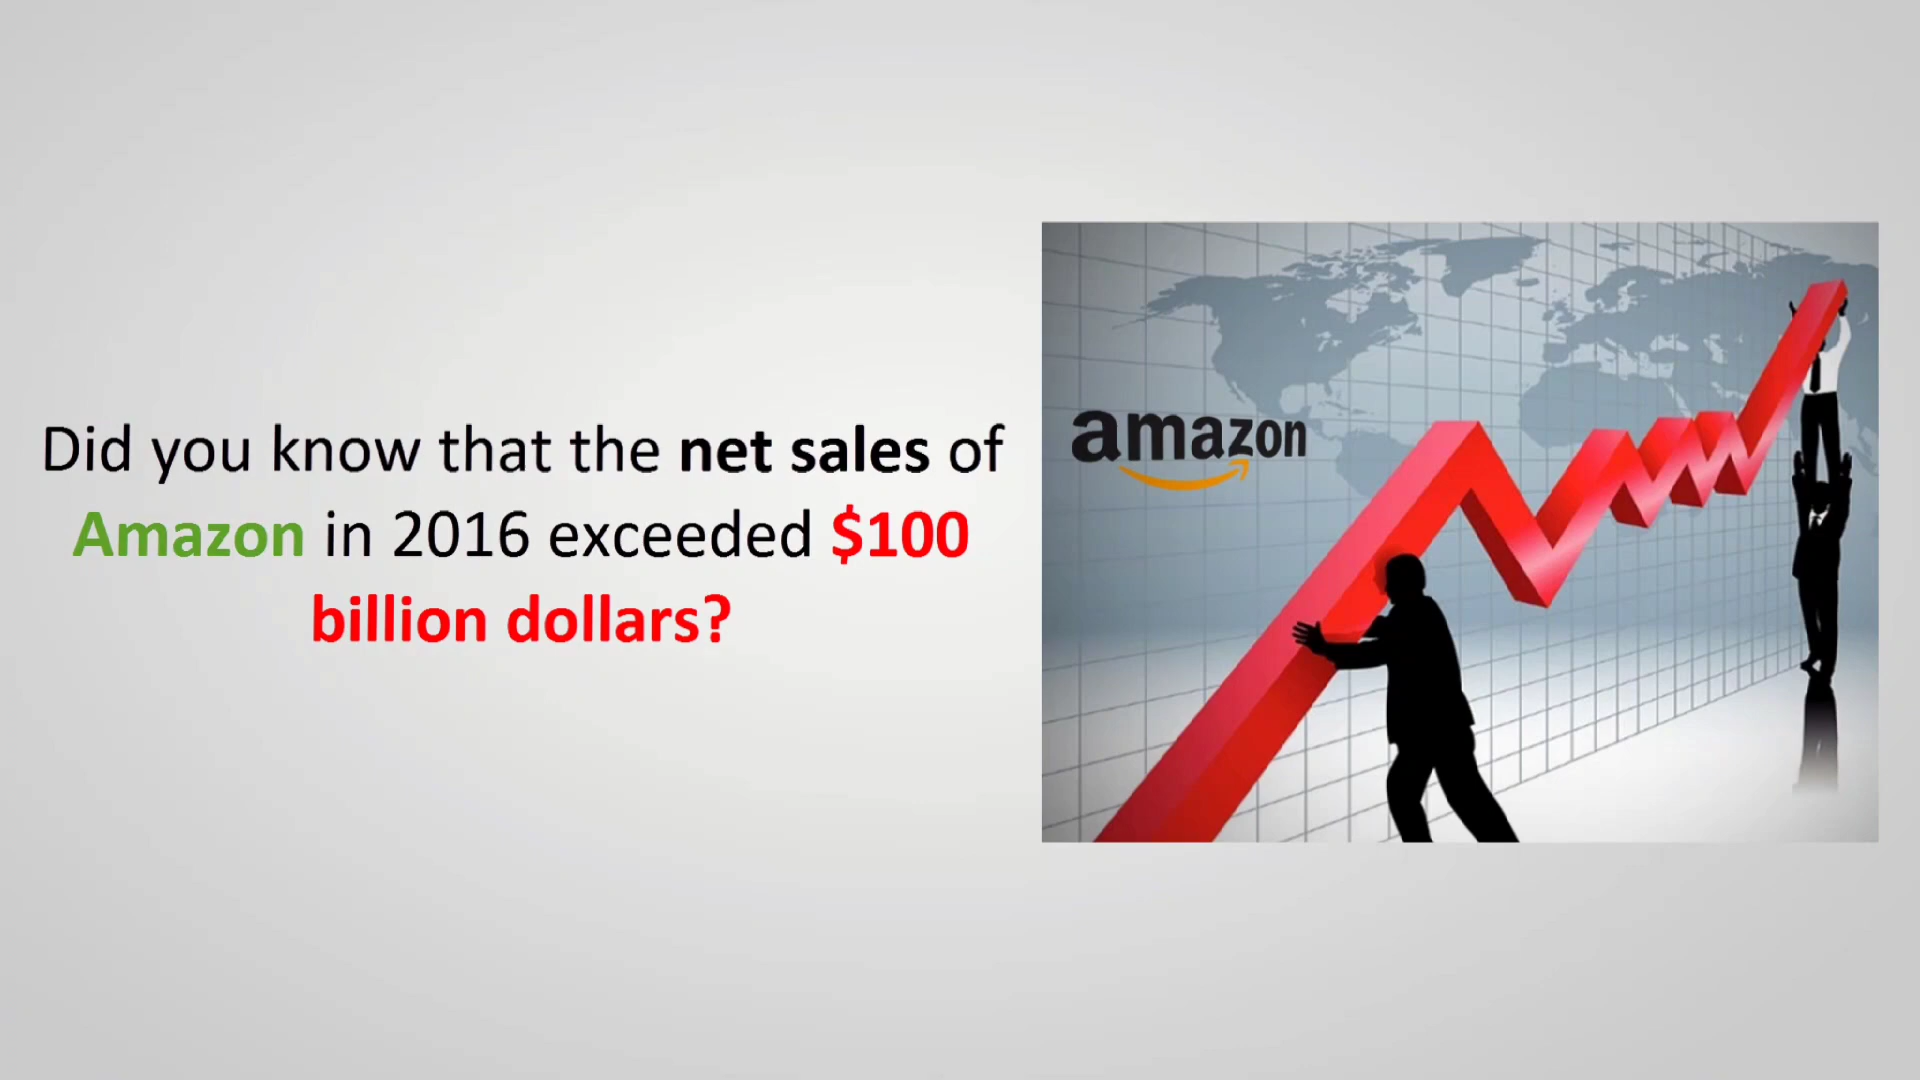 Did you know that the net sales of
Amazon in 2016 exceeded $100
billion dollars?
amazon